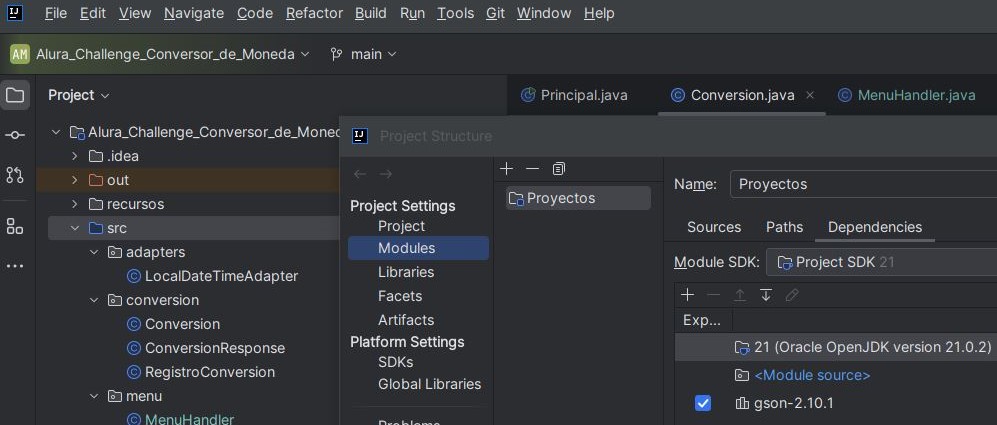 IJ File Edit View Navigate Code Refactor Build Run Tools Git Window Help
AM Alura_Challenge_Conversor_de_Moneda main
Project
Principal.java Conversion.java MenuHandler.java
Alura_Challenge_Conversor_de_Moned
.idea
out
recursos
src
adapters
LocalDateTimeAdapter
conversion
Conversion
ConversionResponse
RegistroConversion
menu
MenuHandler
IJ Project Structure
Project Settings
Project
Modules
Libraries
Facets
Artifacts
Platform Settings
SDKs
Global Libraries
Problems
Proyectos
Name: Proyectos
Sources Paths Dependencies
Module SDK: Project SDK 21
Exp...
21 (Oracle OpenJDK version 21.0.2)
<Module source>
gson-2.10.1